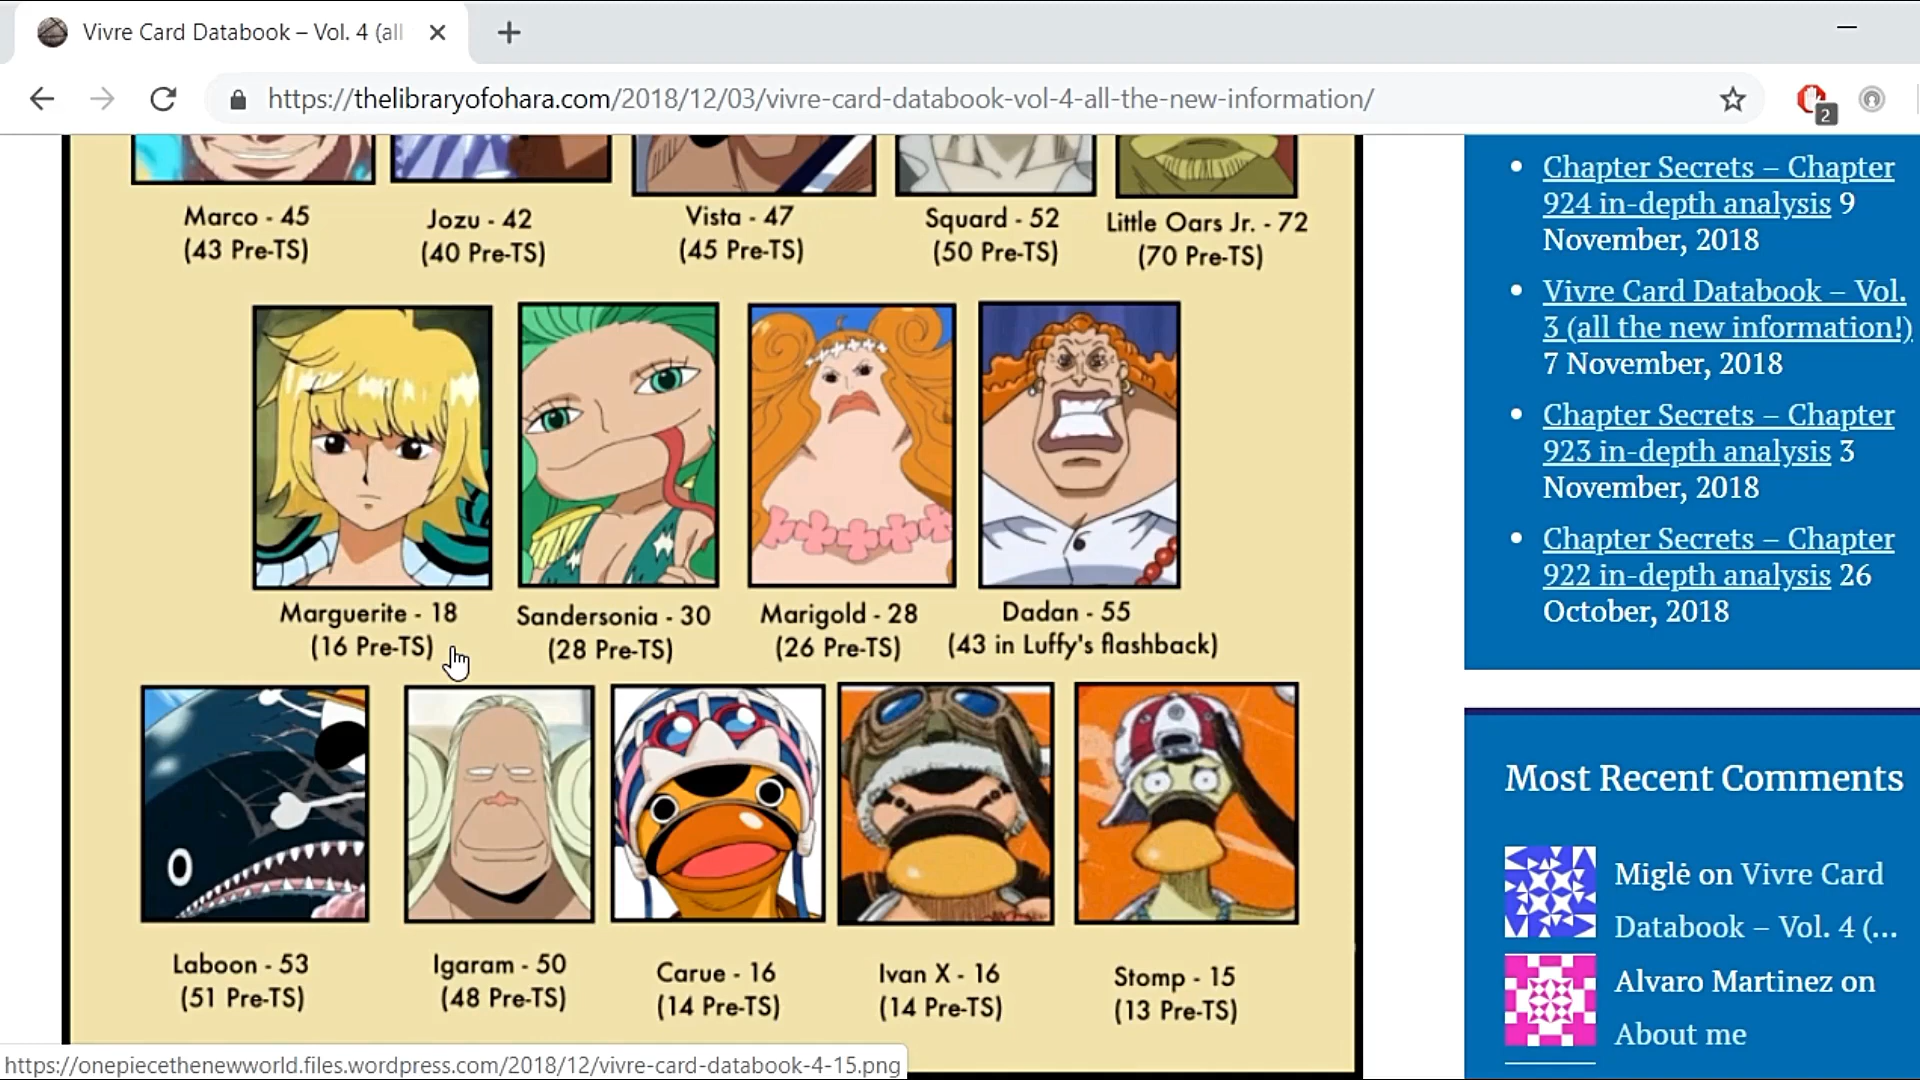 Vivre Card Databook – Vol. 4 (all
https://thelibraryofohara.com/2018/12/03/vivre-card-databook-vol-4-all-the-new-information/
2
Marco - 45
(43 Pre-TS)
Jozu - 42
(40 Pre-TS)
Vista - 47
(45 Pre-TS)
Squard - 52
(50 Pre-TS)
Little Oars Jr. - 72
(70 Pre-TS)
Marguerite - 18
(16 Pre-TS)
Sandersonia - 30
(28 Pre-TS)
Marigold - 28
(26 Pre-TS)
Dadan - 55
(43 in Luffy's flashback)
Laboon - 53
(51 Pre-TS)
Igaram - 50
(48 Pre-TS)
Carue - 16
(14 Pre-TS)
Ivan X - 16
(14 Pre-TS)
Stomp - 15
(13 Pre-TS)
Chapter Secrets – Chapter
924 in-depth analysis 9
November, 2018
Vivre Card Databook – Vol.
3 (all the new information!)
7 November, 2018
Chapter Secrets – Chapter
923 in-depth analysis 3
November, 2018
Chapter Secrets – Chapter
922 in-depth analysis 26
October, 2018
Most Recent Comments
Miglė on Vivre Card
Databook – Vol. 4 (...
Alvaro Martinez on
About me
https://onepiecethenewworld.files.wordpress.com/2018/12/vivre-card-databook-4-15.png